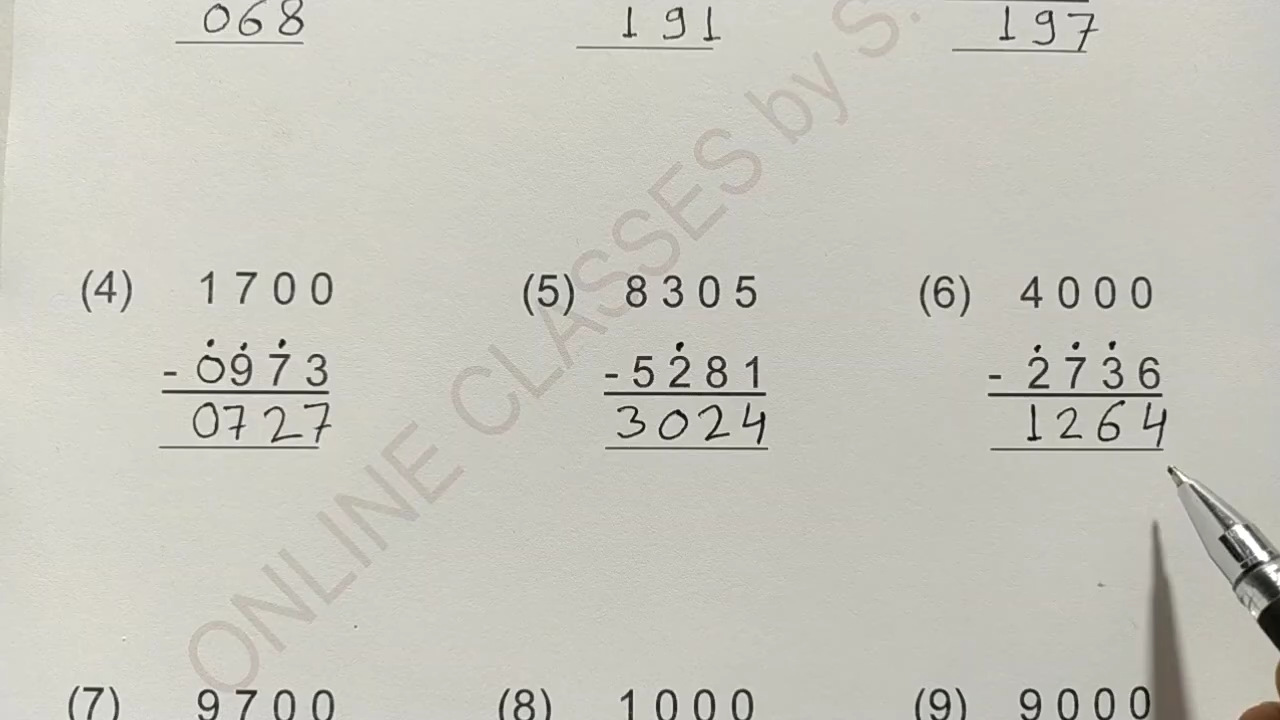 068 191 197
(4) 1700 (5) 8305 (6) 4000
- 0973 - 5281 - 2736
0727 3024 1264
(7) 9700 (8) 1000 (9) 9000
ONLINE CLASSES by S.